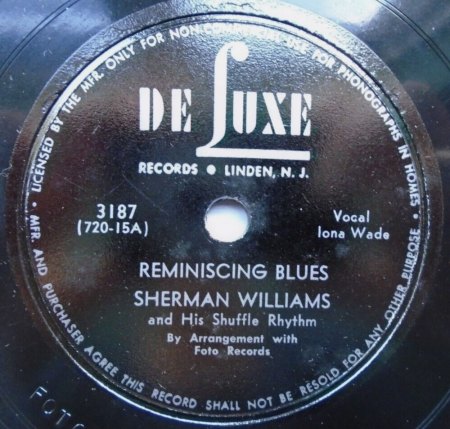 DE LUXE
RECORDS • LINDEN, N. J.
3187
(720-15A)
Vocal
Iona Wade
REMINISCING BLUES
SHERMAN WILLIAMS
and His Shuffle Rhythm
By Arrangement with
Foto Records
• LICENSED BY THE MFR. ONLY FOR NON-COMMERCIAL USE FOR PHONOGRAPHS IN HOMES • MFR. AND PURCHASER AGREE THIS RECORD SHALL NOT BE RESOLD FOR ANY OTHER PURPOSE
FOTO